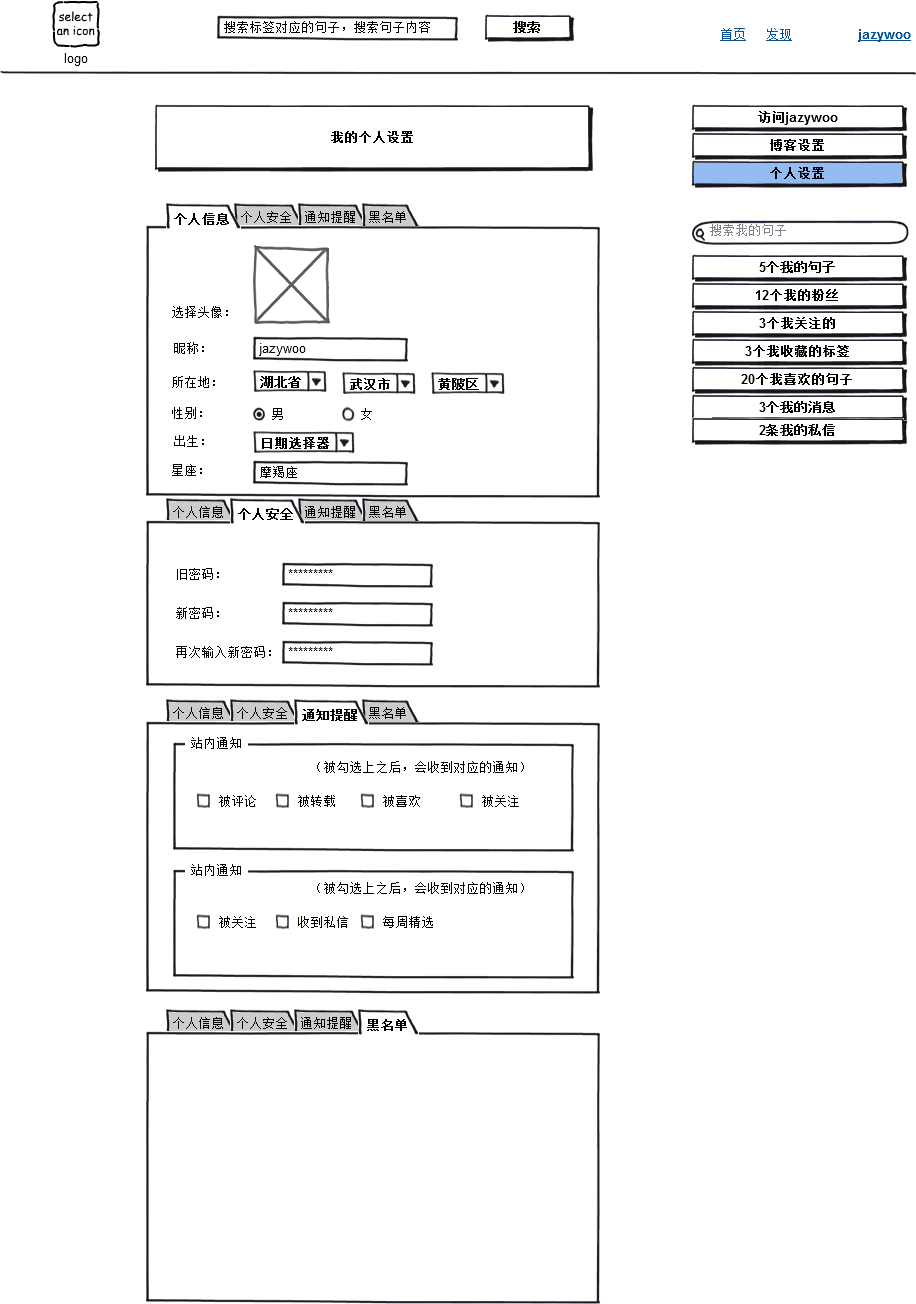 select
an icon
logo
搜索标签对应的句子，搜索句子内容
搜索
首页 发现 jazywoo
我的个人设置
访问jazywoo
博客设置
个人设置
搜索我的句子
5个我的句子
12个我的粉丝
3个我关注的
3个我收藏的标签
20个我喜欢的句子
3个我的消息
2条我的私信
个人信息 个人安全 通知提醒 黑名单
选择头像：
昵称： jazywoo
所在地： 湖北省 武汉市 黄陂区
性别： 男 女
出生： 日期选择器
星座： 摩羯座
个人信息 个人安全 通知提醒 黑名单
旧密码： *********
新密码： *********
再次输入新密码： *********
个人信息 个人安全 通知提醒 黑名单
站内通知
（被勾选上之后，会收到对应的通知）
被评论 被转载 被喜欢 被关注
站内通知
（被勾选上之后，会收到对应的通知）
被关注 收到私信 每周精选
个人信息 个人安全 通知提醒 黑名单